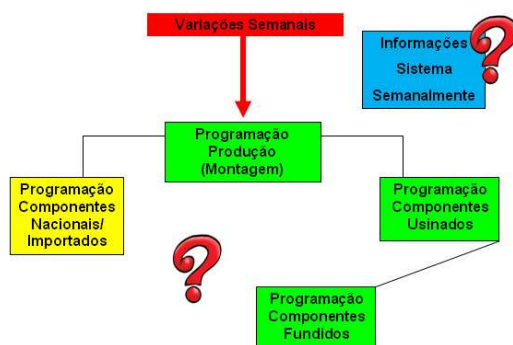 Variações Semanais
Informações
Sistema
Semanalmente
Programação
Produção
(Montagem)
Programação
Componentes
Nacionais/
Importados
Programação
Componentes
Usinados
Programação
Componentes
Fundidos